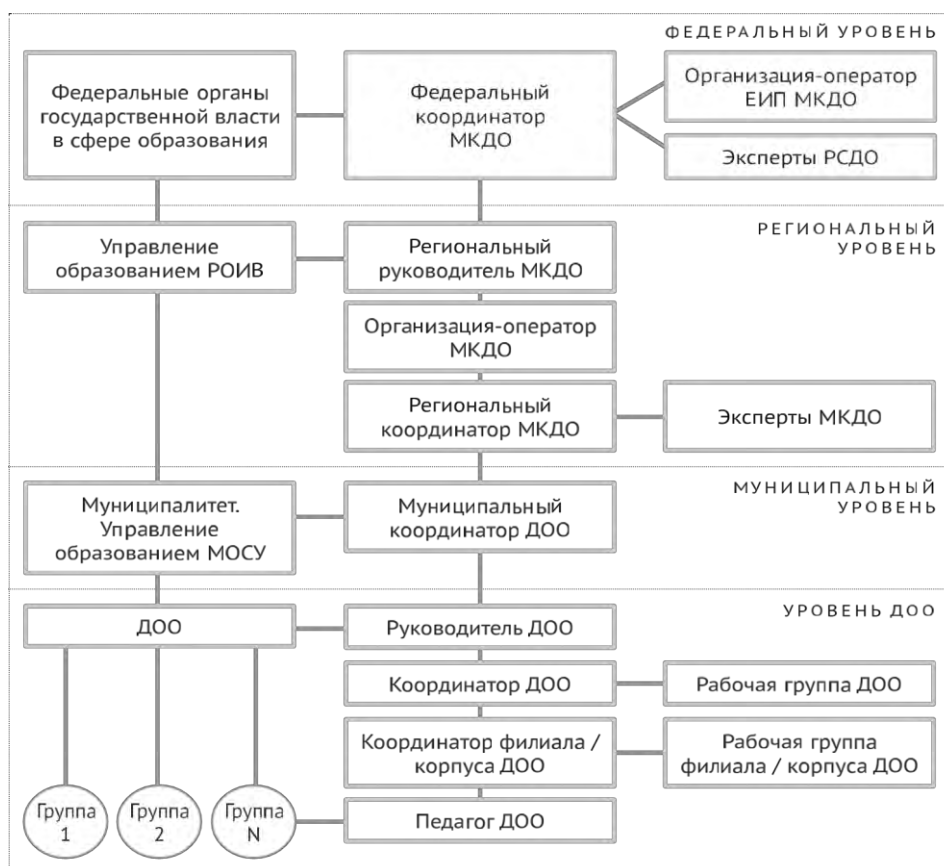 ФЕДЕРАЛЬНЫЙ УРОВЕНЬ
Федеральные органы
государственной власти
в сфере образования
Федеральный
координатор
МКДО
Организация-оператор
ЕИП МКДО
Эксперты РСДО
РЕГИОНАЛЬНЫЙ
УРОВЕНЬ
Управление
образованием РОИВ
Региональный
руководитель МКДО
Организация-оператор
МКДО
Региональный
координатор МКДО
Эксперты МКДО
МУНИЦИПАЛЬНЫЙ
УРОВЕНЬ
Муниципалитет.
Управление
образованием МОСУ
Муниципальный
координатор ДОО
УРОВЕНЬ ДОО
ДОО
Руководитель ДОО
Координатор ДОО
Рабочая группа ДОО
Координатор филиала /
корпуса ДОО
Рабочая группа
филиала / корпуса ДОО
Группа
1
Группа
2
Группа
N
Педагог ДОО